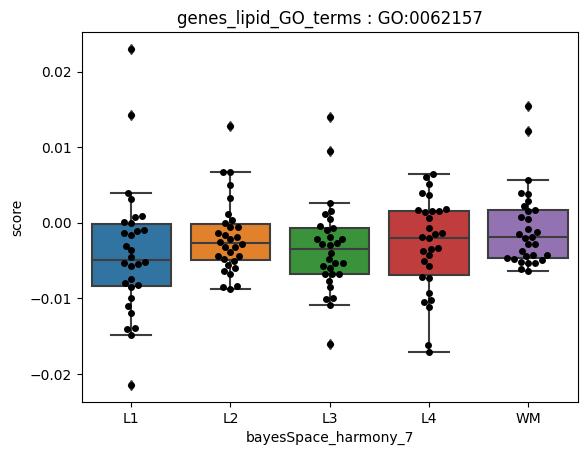 genes_lipid_GO_terms : GO:0062157
0.02
0.01
0.00
−0.01
−0.02
score
L1 L2 L3 L4 WM
bayesSpace_harmony_7